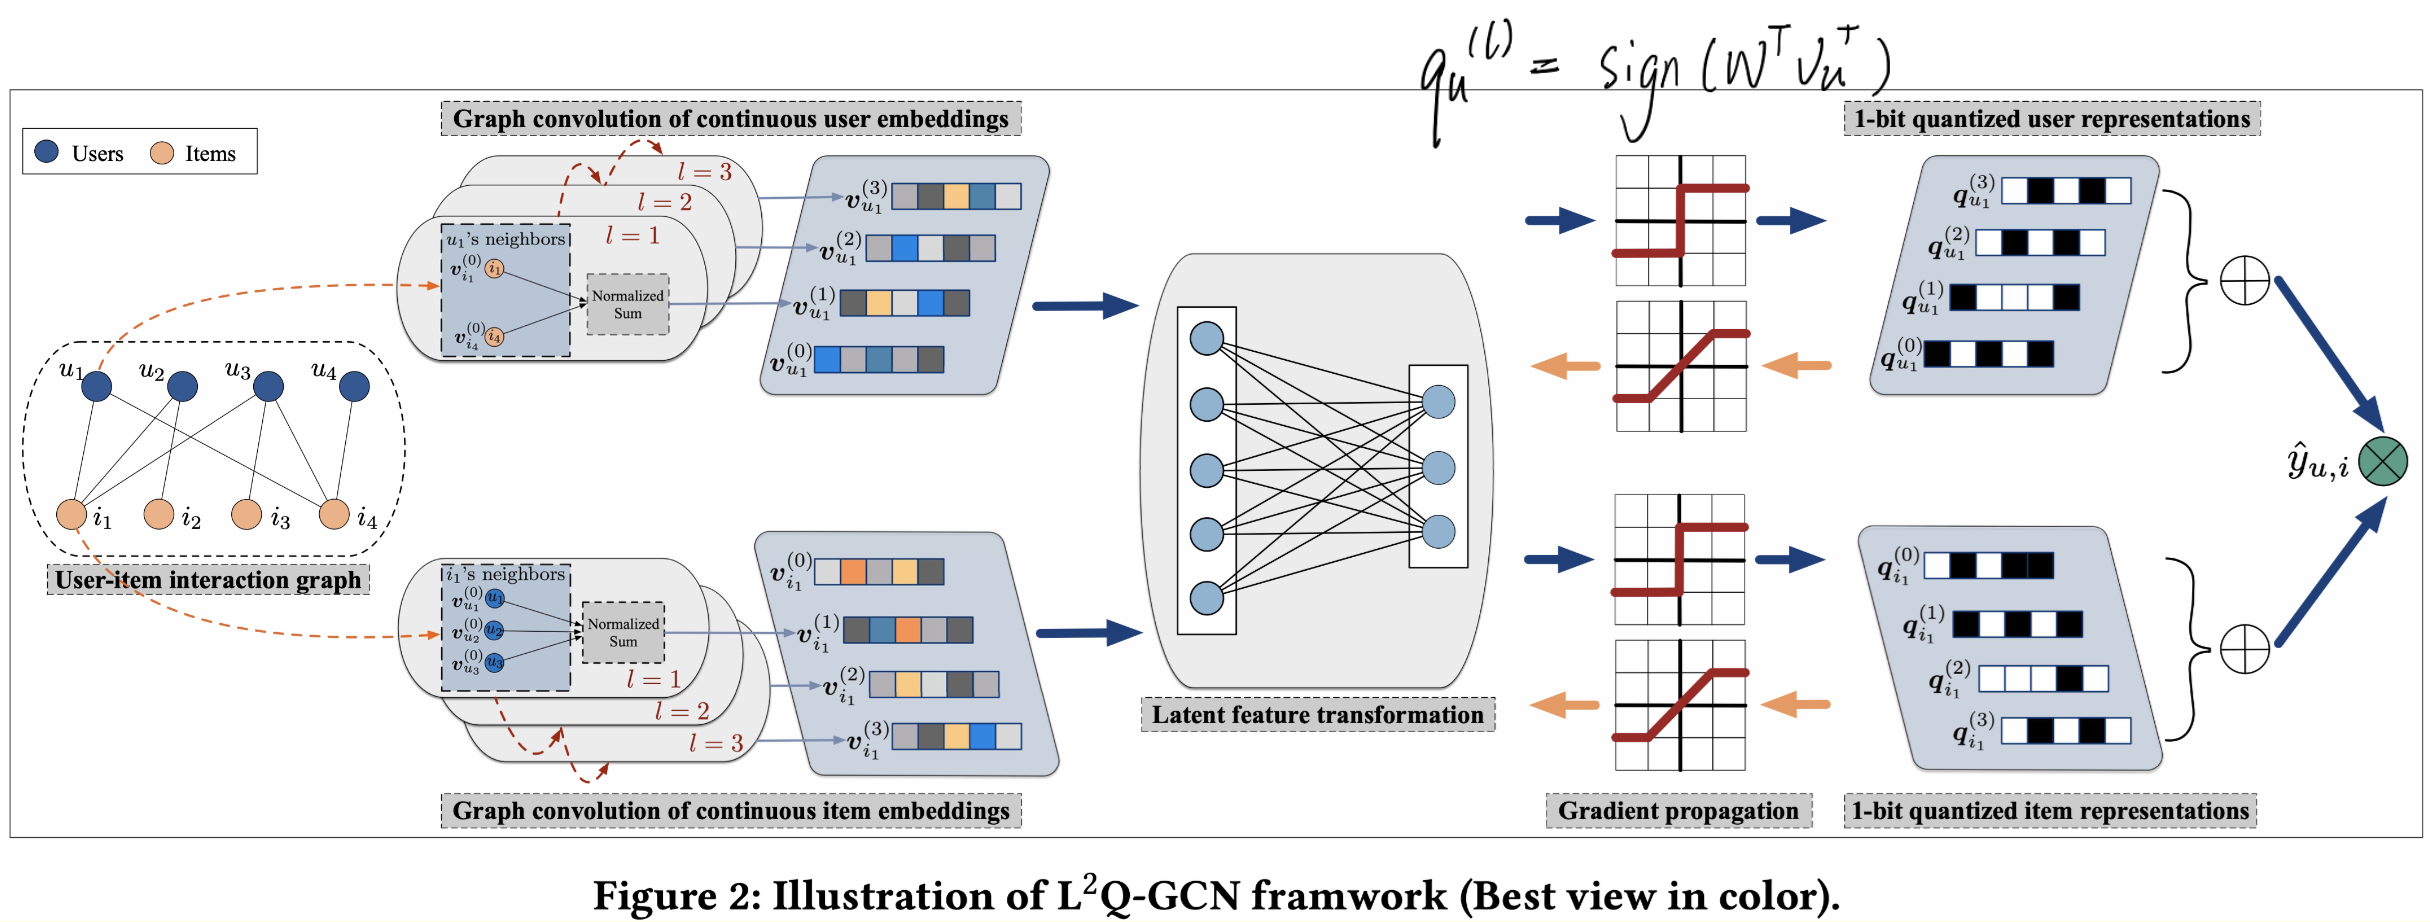 q_u^(l) = sign(W^T v_u^T)
Graph convolution of continuous user embeddings
1-bit quantized user representations
Users
Items
l = 3
l = 2
l = 1
u_1's neighbors
v_{i_1}^{(0)} i_1
v_{i_4}^{(0)} i_4
Normalized
Sum
v_{u_1}^{(3)}
v_{u_1}^{(2)}
v_{u_1}^{(1)}
v_{u_1}^{(0)}
q_{u_1}^{(3)}
q_{u_1}^{(2)}
q_{u_1}^{(1)}
q_{u_1}^{(0)}
u_1 u_2 u_3 u_4
i_1 i_2 i_3 i_4
User-item interaction graph
ŷ_{u,i}
i_1's neighbors
v_{u_1}^{(0)} u_1
v_{u_2}^{(0)} u_2
v_{u_3}^{(0)} u_3
Normalized
Sum
l = 1
l = 2
l = 3
v_{i_1}^{(0)}
v_{i_1}^{(1)}
v_{i_1}^{(2)}
v_{i_1}^{(3)}
Latent feature transformation
q_{i_1}^{(0)}
q_{i_1}^{(1)}
q_{i_1}^{(2)}
q_{i_1}^{(3)}
Graph convolution of continuous item embeddings
Gradient propagation
1-bit quantized item representations
Figure 2: Illustration of L²Q-GCN framwork (Best view in color).